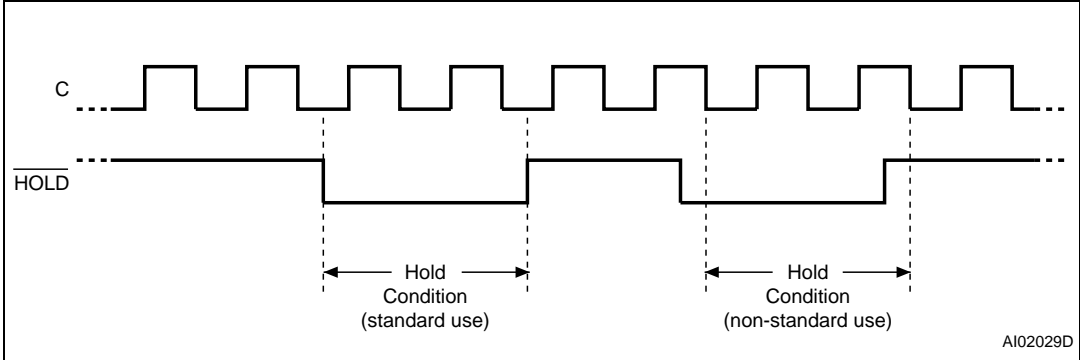 C
HOLD
Hold
Condition
(standard use)
Hold
Condition
(non-standard use)
AI02029D